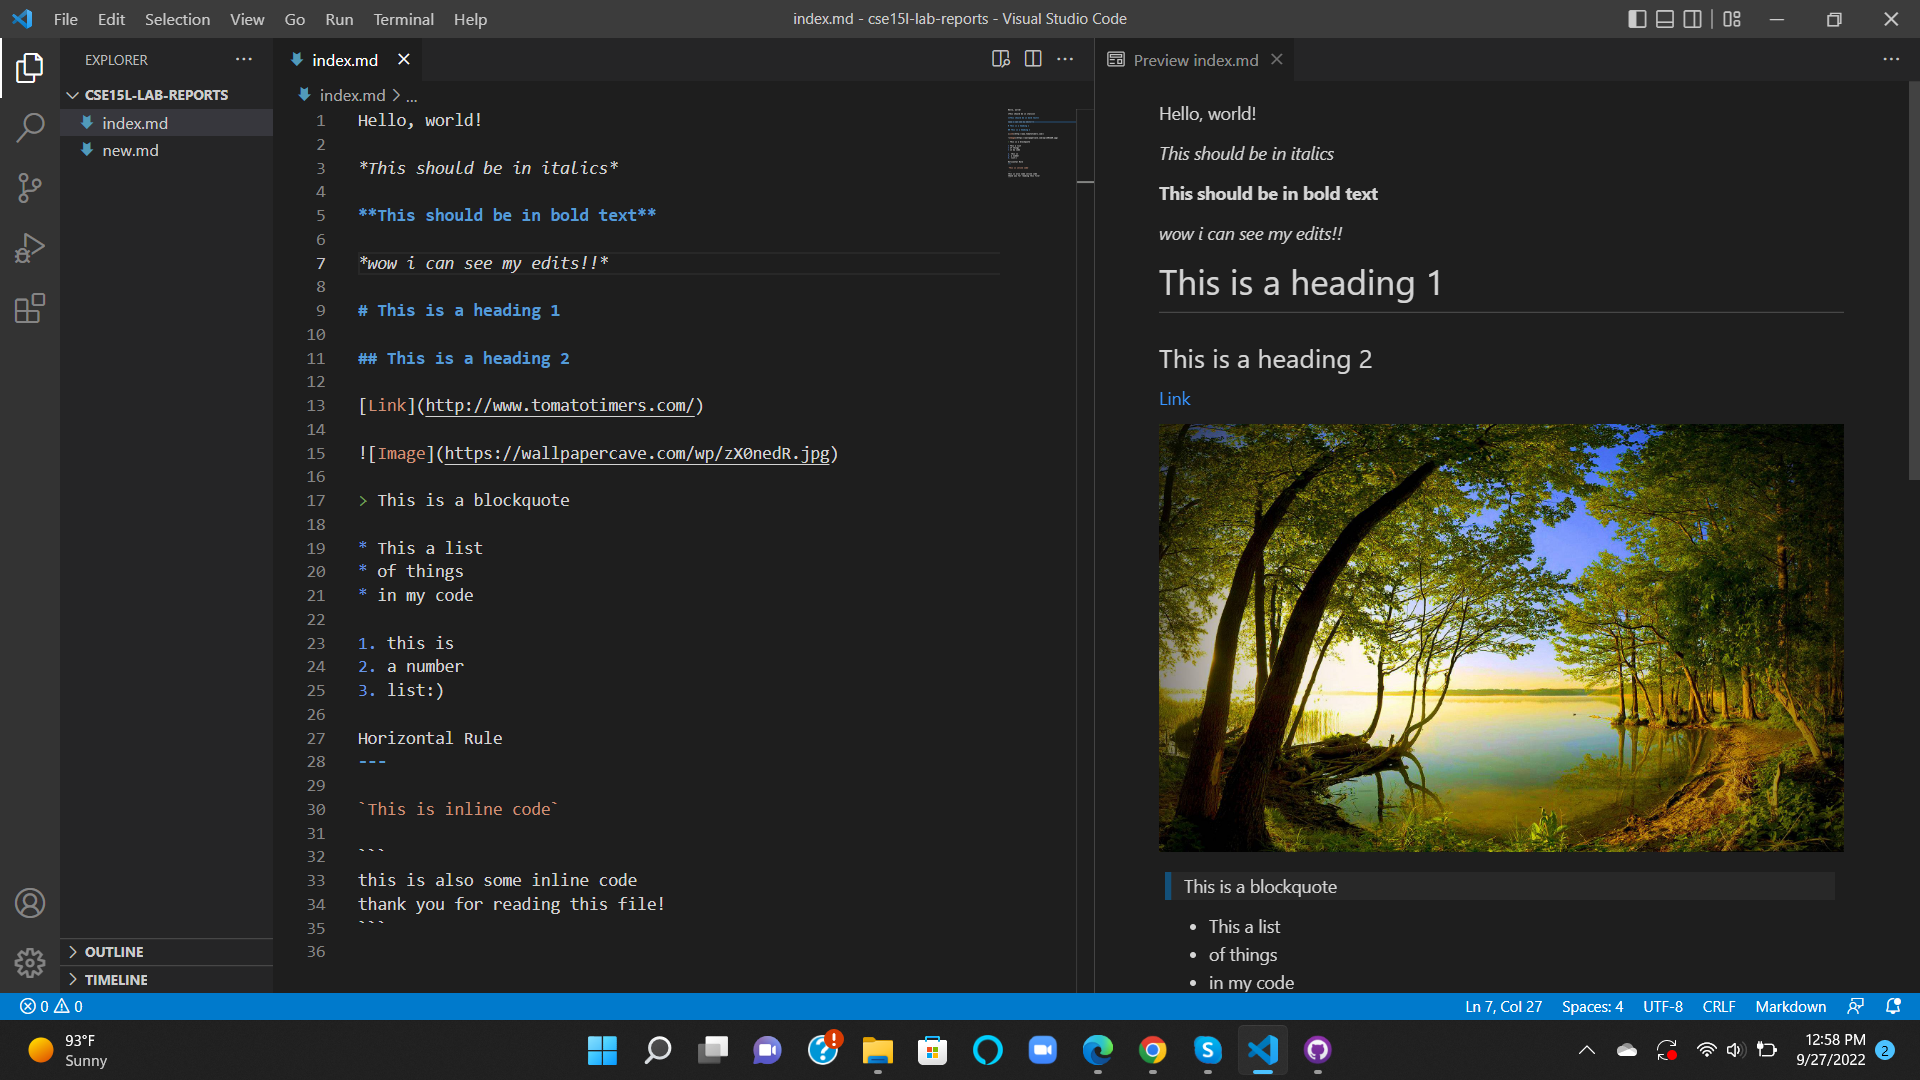 File Edit Selection View Go Run Terminal Help
index.md - cse15l-lab-reports - Visual Studio Code
EXPLORER
CSE15L-LAB-REPORTS
index.md
new.md
OUTLINE
TIMELINE
index.md
index.md > ...
1 Hello, world!
2
3 *This should be in italics*
4
5 **This should be in bold text**
6
7 *wow i can see my edits!!*
8
9 # This is a heading 1
10
11 ## This is a heading 2
12
13 [Link](http://www.tomatotimers.com/)
14
15 ![Image](https://wallpapercave.com/wp/zX0nedR.jpg)
16
17 > This is a blockquote
18
19 * This a list
20 * of things
21 * in my code
22
23 1. this is
24 2. a number
25 3. list:)
26
27 Horizontal Rule
28 ---
29
30 `This is inline code`
31
32 ```
33 this is also some inline code
34 thank you for reading this file!
35 ```
36
Preview index.md
Hello, world!
This should be in italics
This should be in bold text
wow i can see my edits!!
This is a heading 1
This is a heading 2
Link
This is a blockquote
• This a list
• of things
• in my code
0 0
Ln 7, Col 27 Spaces: 4 UTF-8 CRLF Markdown
93°F
Sunny
12:58 PM
9/27/2022
2